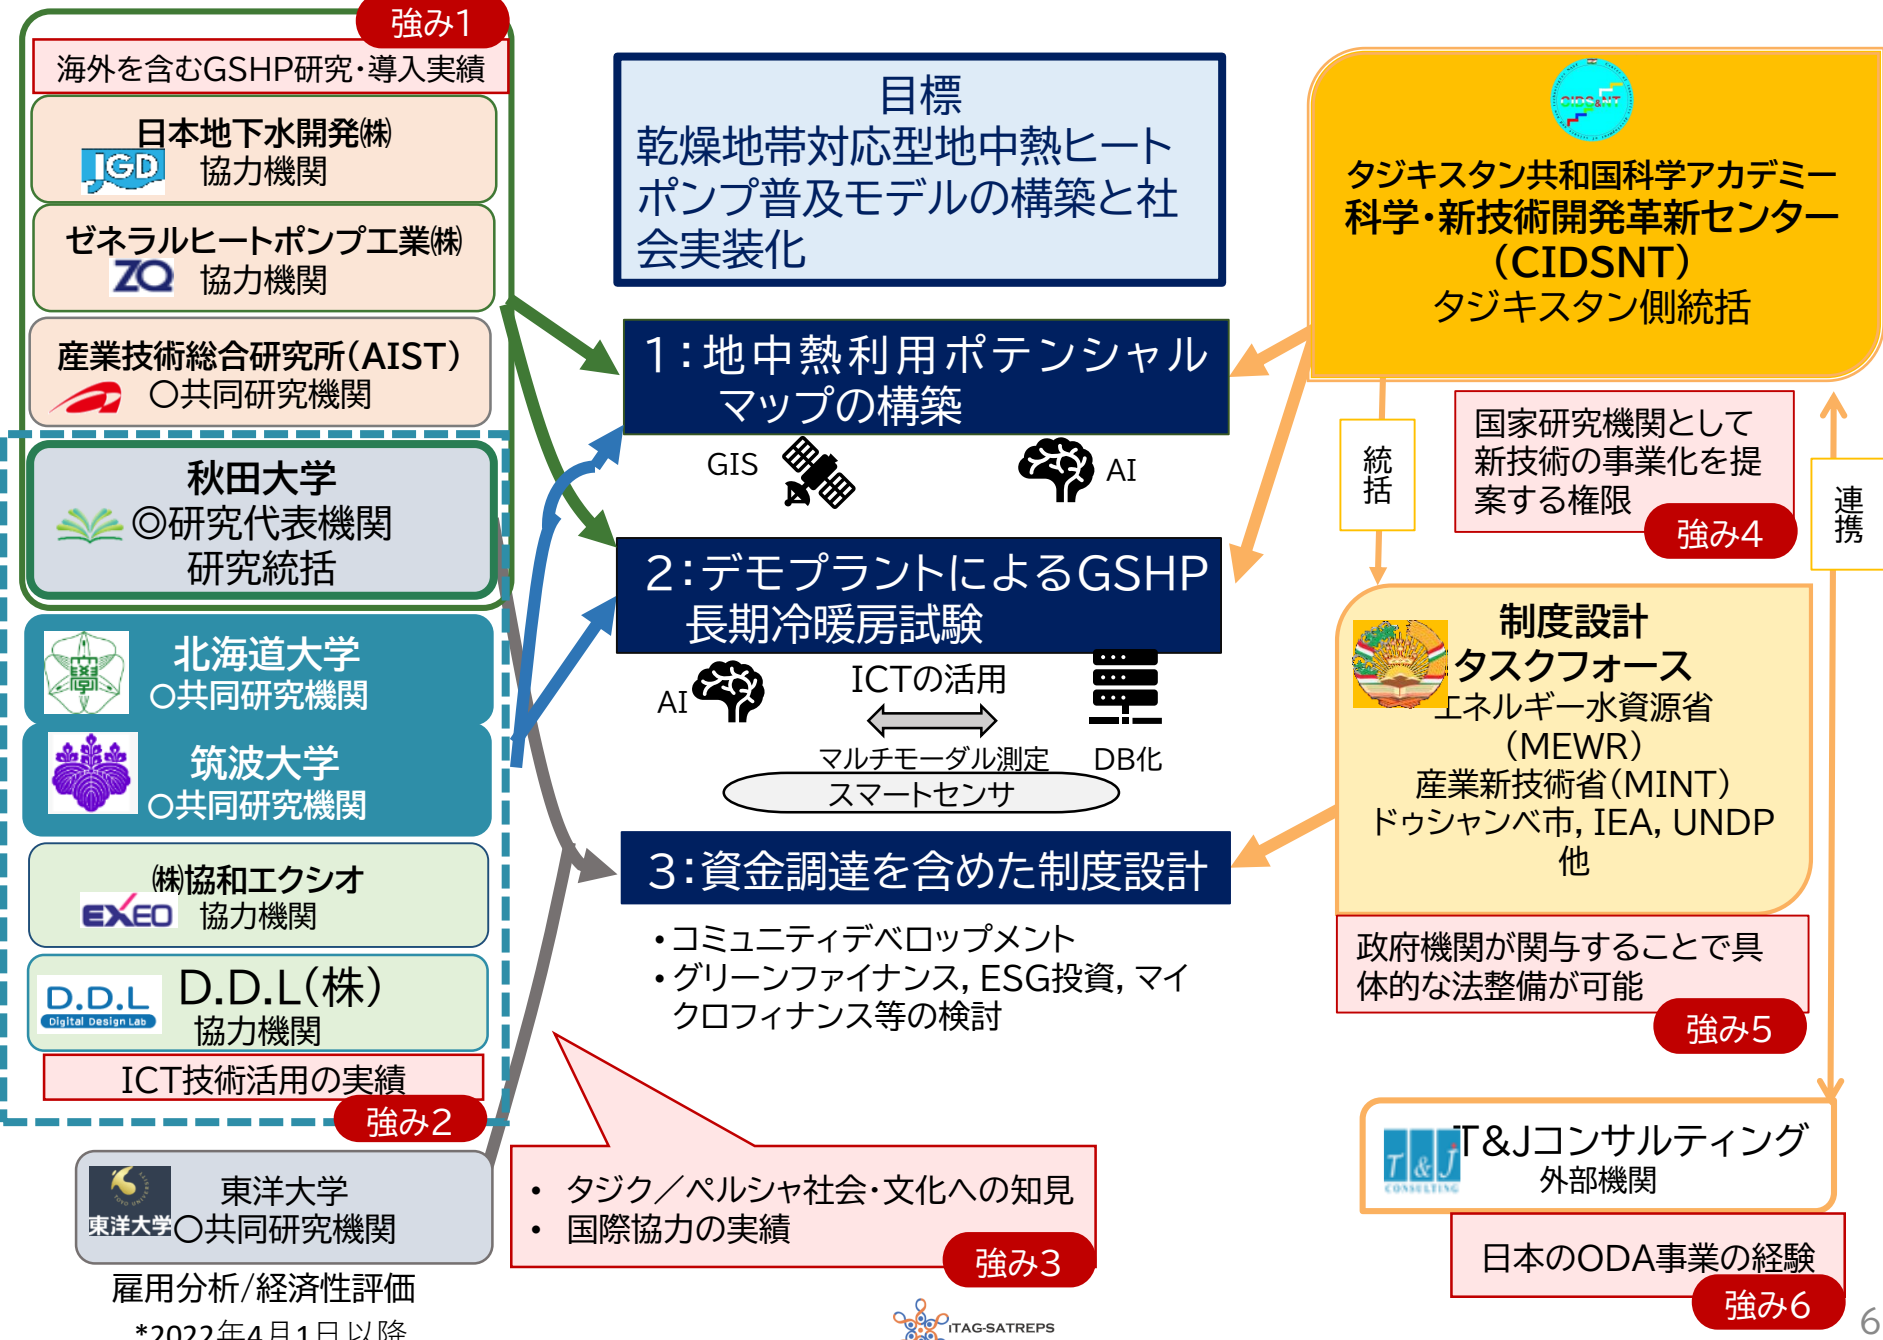 強み1
海外を含むGSHP研究・導入実績
日本地下水開発㈱
JGD
協力機関
ゼネラルヒートポンプ工業㈱
ZQ
協力機関
産業技術総合研究所(AIST)
〇共同研究機関
秋田大学
◎研究代表機関
研究統括
北海道大学
〇共同研究機関
筑波大学
〇共同研究機関
㈱協和エクシオ
EXEO
協力機関
D.D.L
Digital Design Lab
D.D.L(株)
協力機関
ICT技術活用の実績
強み2
東洋大学
東洋大学
〇共同研究機関
雇用分析/経済性評価
*2022年4月1日以降
目標
乾燥地帯対応型地中熱ヒート
ポンプ普及モデルの構築と社
会実装化
1：地中熱利用ポテンシャル
マップの構築
GIS
AI
2：デモプラントによるGSHP
長期冷暖房試験
AI
ICTの活用
マルチモーダル測定
DB化
スマートセンサ
3：資金調達を含めた制度設計
・コミュニティデベロップメント
・グリーンファイナンス, ESG投資, マイ
クロフィナンス等の検討
• タジク／ペルシャ社会・文化への知見
• 国際協力の実績
強み3
ITAG-SATREPS
CIDS&NT
タジキスタン共和国科学アカデミー
科学・新技術開発革新センター
（CIDSNT）
タジキスタン側統括
統括
国家研究機関として
新技術の事業化を提
案する権限
強み4
連携
制度設計
タスクフォース
エネルギー水資源省
（MEWR）
産業新技術省（MINT）
ドゥシャンベ市, IEA, UNDP
他
政府機関が関与することで具
体的な法整備が可能
強み5
T&J
CONSULTING
T&Jコンサルティング
外部機関
日本のODA事業の経験
強み6
6